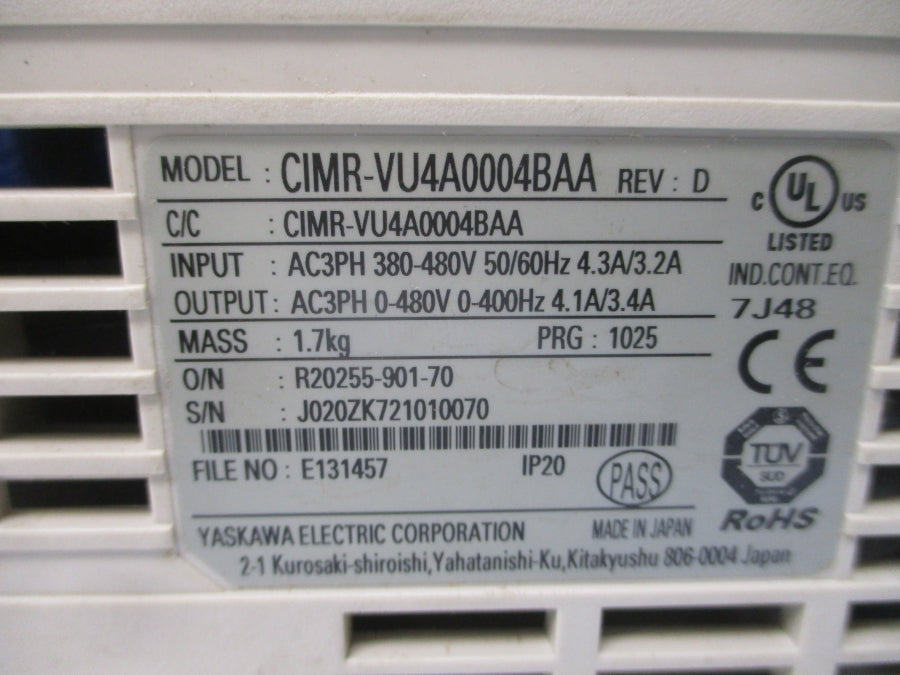 MODEL : CIMR-VU4A0004BAA REV : D
C UL US
LISTED
C/C : CIMR-VU4A0004BAA
IND.CONT.EQ.
INPUT : AC3PH 380-480V 50/60Hz 4.3A/3.2A
OUTPUT : AC3PH 0-480V 0-400Hz 4.1A/3.4A
7J48
MASS : 1.7kg PRG : 1025
CE
O/N : R20255-901-70
S/N : J020ZK721010070
TÜV
SÜD
FILE NO : E131457 IP20 PASS
RoHS
YASKAWA ELECTRIC CORPORATION MADE IN JAPAN
2-1 Kurosaki-shiroishi,Yahatanishi-Ku,Kitakyushu 806-0004 Japan